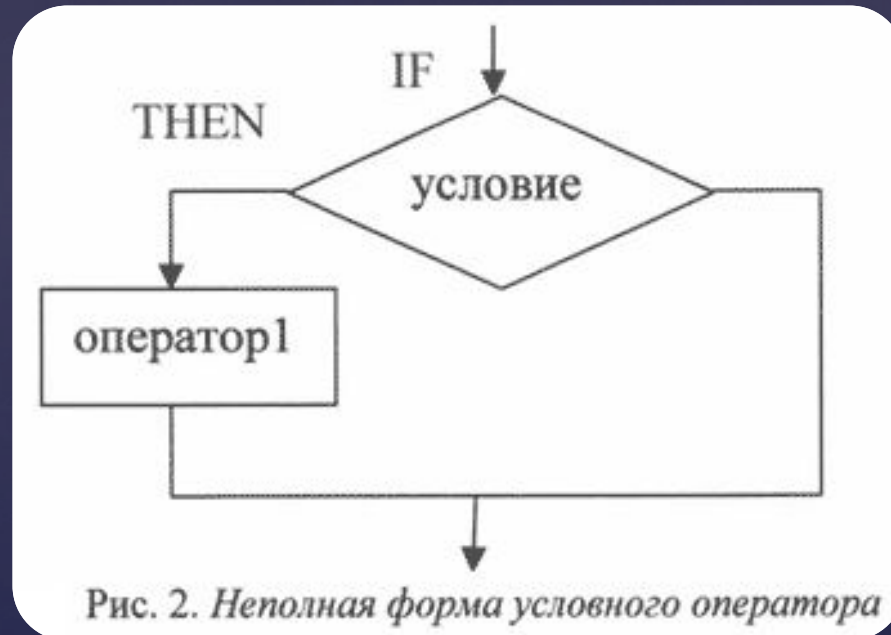 IF
THEN
условие
оператор1
Рис. 2. Неполная форма условного оператора